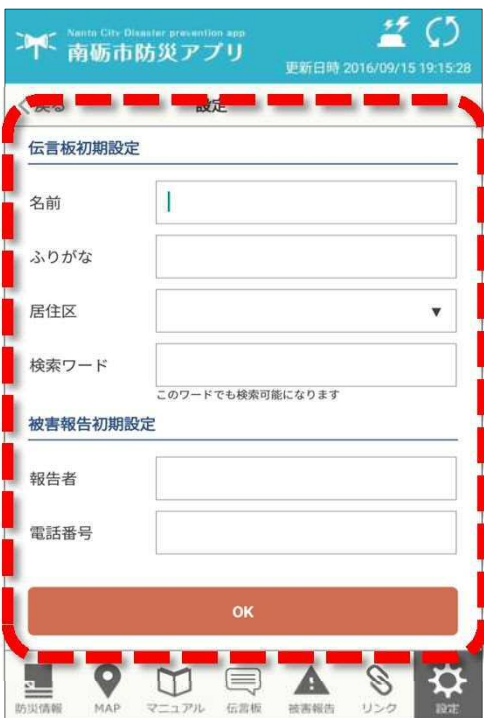 Nanto City Disaster prevention app
南砺市防災アプリ
更新日時 2016/09/15 19:15:28
戻る 設定
伝言板初期設定
名前
ふりがな
居住区
検索ワード
このワードでも検索可能になります
被害報告初期設定
報告者
電話番号
OK
防災情報 MAP マニュアル 伝言板 被害報告 リンク 設定